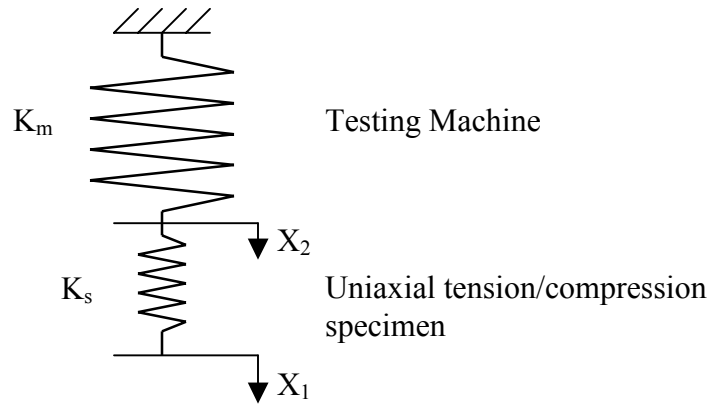 K_m
Testing Machine
X_2
K_s
Uniaxial tension/compression
specimen
X_1